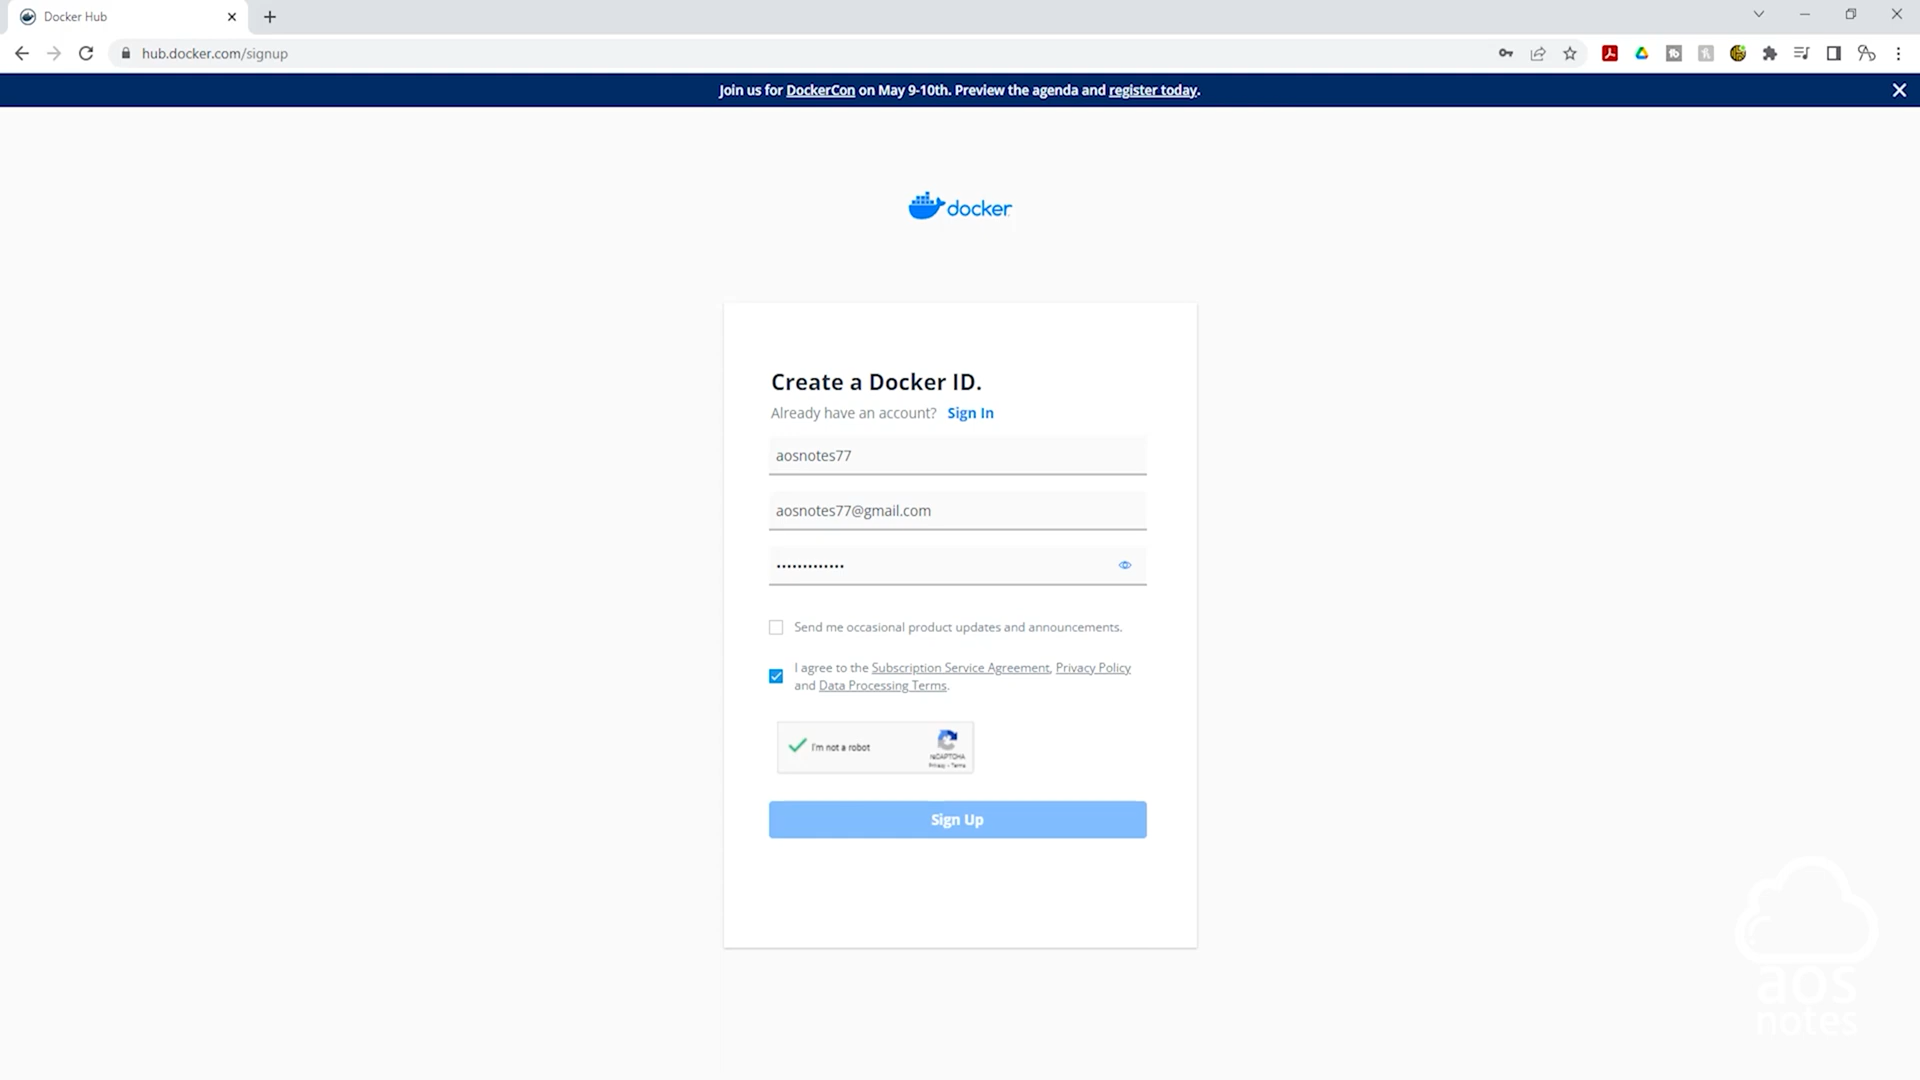 Docker Hub
hub.docker.com/signup
Join us for DockerCon on May 9-10th. Preview the agenda and register today.
docker
Create a Docker ID.
Already have an account? Sign In
aosnotes77
aosnotes77@gmail.com
•••••••••••••
Send me occasional product updates and announcements.
I agree to the Subscription Service Agreement, Privacy Policy
and Data Processing Terms.
I'm not a robot
reCAPTCHA
Privacy - Terms
Sign Up
aos
notes